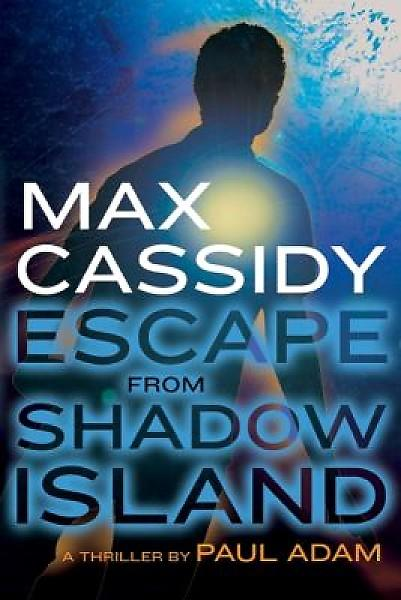 MAX
CASSIDY
ESCAPE
FROM
SHADOW
ISLAND
A THRILLER BY PAUL ADAM